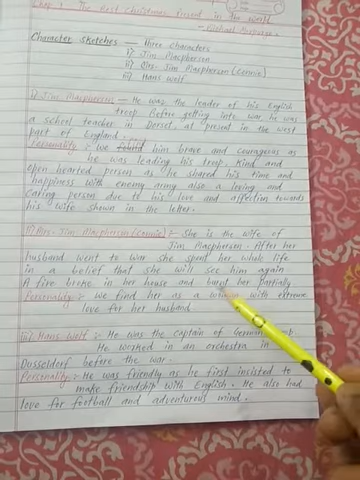 Chap. 1 The Best Christmas Present in the world
- Michael Morpurgo
Character Sketches - Three Characters
i) Jim Macpherson
ii) Mrs. Jim Macpherson (Connie)
iii) Hans Wolf
i) Jim Macpherson - He was the leader of his English
troop. Before getting into war he was
a school teacher in Dorset, at present in the west
part of England.
Personality : We him brave and courageous as
he was leading his troop. Kind and
open hearted person as he shared his time and
happiness with enemy army also a loving and
Caring person due to his love and affection towards
his wife shown in the letter.
ii) Mrs. Jim Macpherson (Connie) :- She is the wife of
Jim Macpherson. After her
husband went to war she spent her whole life
in a belief that she will see him again
A fire broke in her house and burst her partially
Personality :- We find her as a with extreme
love for her husband
iii) Hans Wolf :- He was the captain of German
He worked in an orchestra in
Dusseldorf before the war.
Personality :- He was friendly as he first insisted to
make friendship with English. He also had
love for football and adventurous mind.